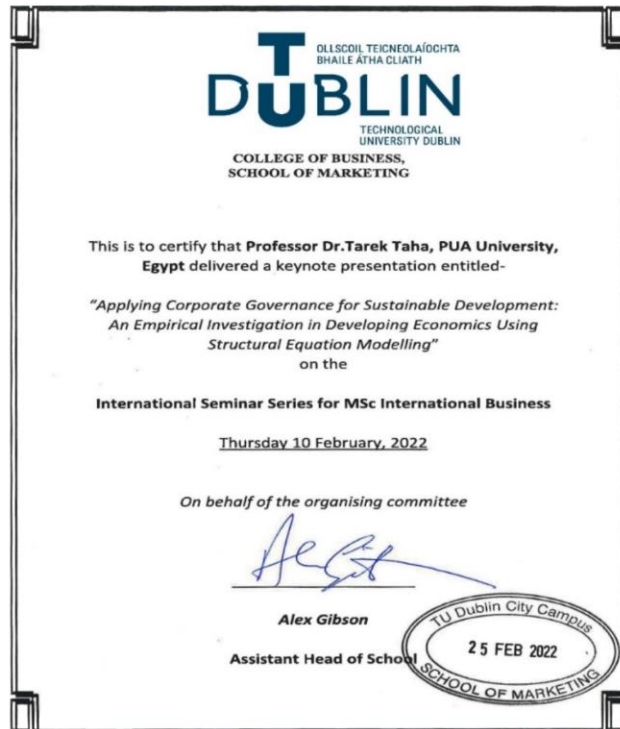 OLLSCOIL TEICNEOLAÍOCHTA
BHAILE ÁTHA CLIATH
TU DUBLIN
TECHNOLOGICAL
UNIVERSITY DUBLIN
COLLEGE OF BUSINESS,
SCHOOL OF MARKETING
This is to certify that Professor Dr.Tarek Taha, PUA University,
Egypt delivered a keynote presentation entitled-
“Applying Corporate Governance for Sustainable Development:
An Empirical Investigation in Developing Economics Using
Structural Equation Modelling”
on the
International Seminar Series for MSc International Business
Thursday 10 February, 2022
On behalf of the organising committee
Alex Gibson
Assistant Head of School
TU Dublin City Campus
25 FEB 2022
SCHOOL OF MARKETING